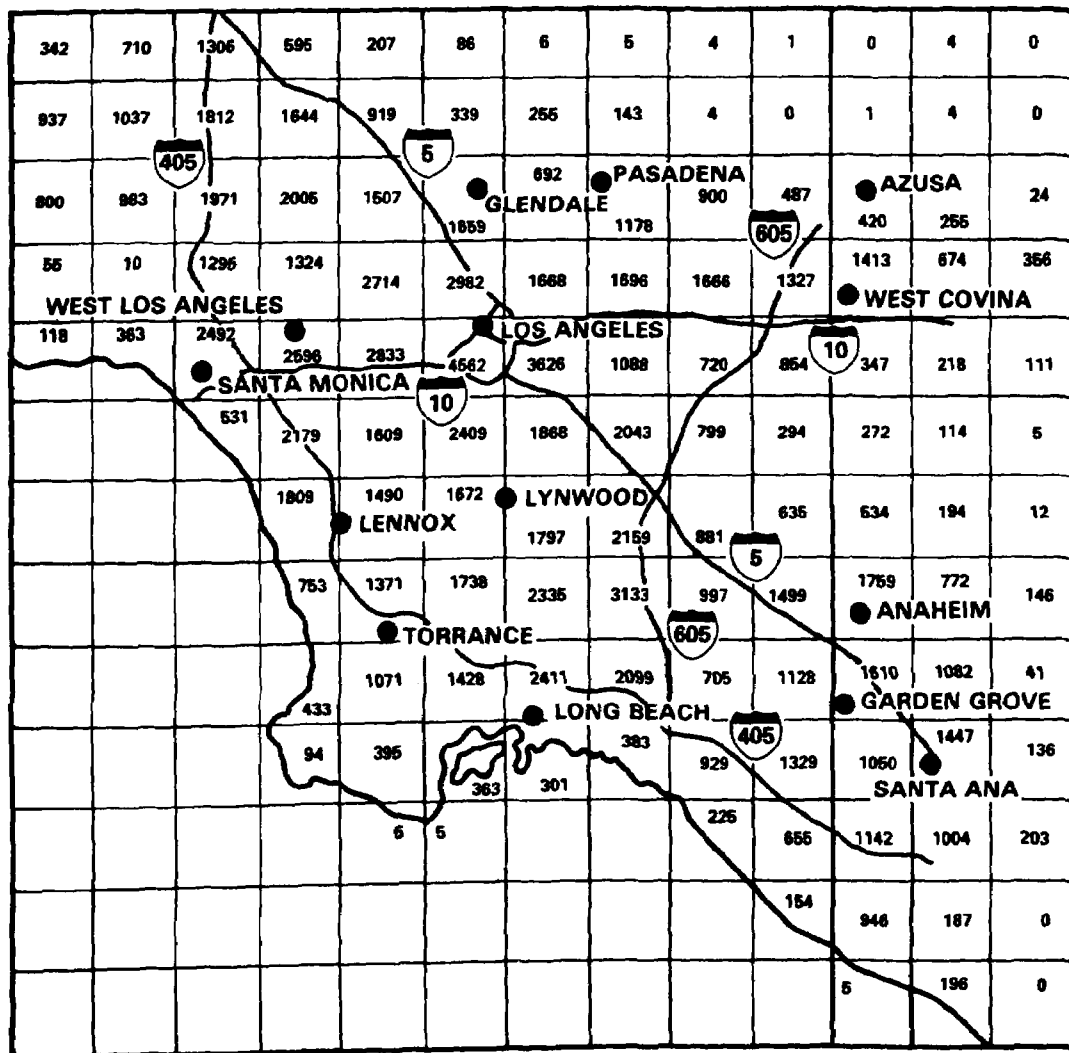 342 710 1306 595 207 86 6 5 4 1 0 4 0
937 1037 1812 1644 919 339 255 143 4 0 1 4 0
405 5
692 PASADENA
800 963 1971 2005 1507 GLENDALE 900 487 AZUSA 24
1659 1178 605 420 255
55 10 1295 1324 1413 674 356
2714 2982 1668 1696 1666 1327
WEST LOS ANGELES WEST COVINA
118 363 2492 LOS ANGELES
2596 2833 4562 3626 1088 720 854 10 347 218 111
SANTA MONICA 10
531
2179 1609 2409 1868 2043 799 294 272 114 5
1809 1490 1672 LYNWOOD 635 534 194 12
LENNOX
1797 2159 881 5
753 1371 1738 1759 772 146
2335 3133 997 1499
TORRANCE 605 ANAHEIM
1071 1428 2411 2099 705 1128 1610 1082 41
433 LONG BEACH 405 GARDEN GROVE
94 395 383 929 1329 1050 1447 136
363 301 SANTA ANA
6 5 225
655 1142 1004 203
154 946 187 0
5 196 0